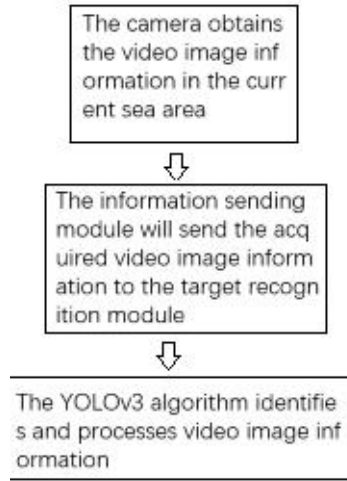 The camera obtains
the video image inf
ormation in the curr
ent sea area
The information sending
module will send the acq
uired video image inform
ation to the target recogn
ition module
The YOLOv3 algorithm identifie
s and processes video image inf
ormation